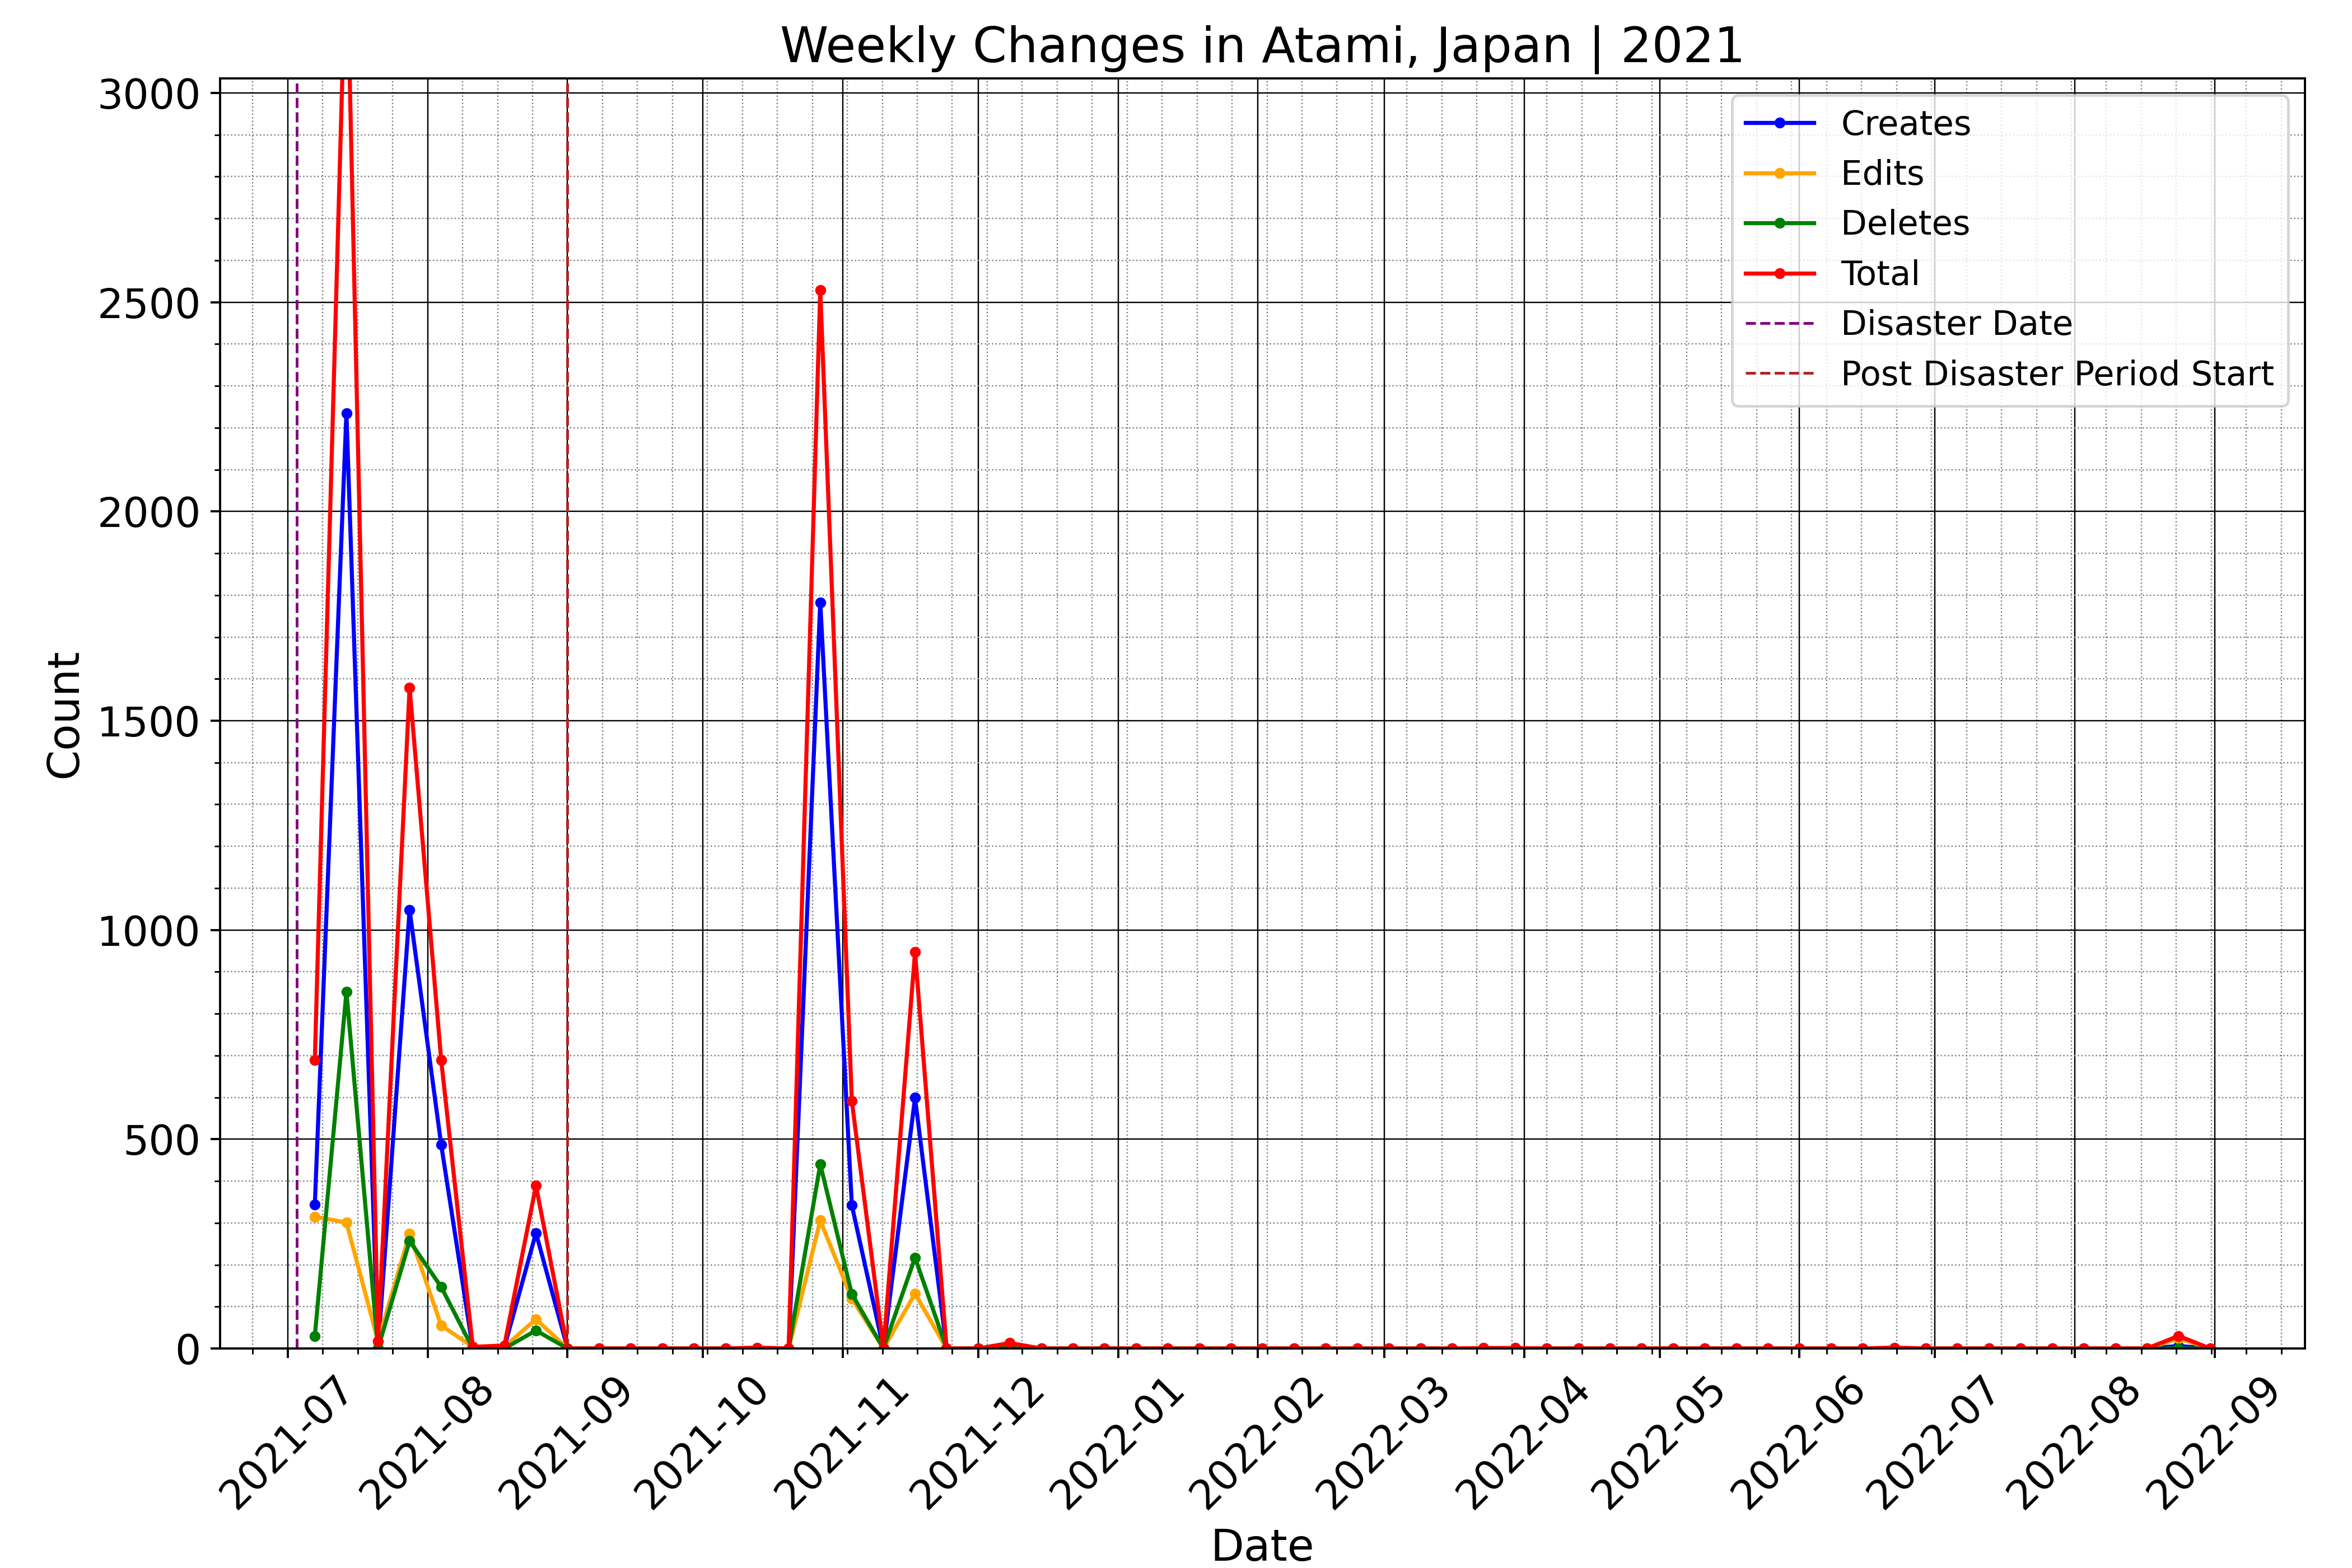 Weekly Changes in Atami, Japan | 2021
3000
2500
2000
1500
1000
500
0
Count
Creates
Edits
Deletes
Total
Disaster Date
Post Disaster Period Start
2021-07
2021-08
2021-09
2021-10
2021-11
2021-12
2022-01
2022-02
2022-03
2022-04
2022-05
2022-06
2022-07
2022-08
2022-09
Date